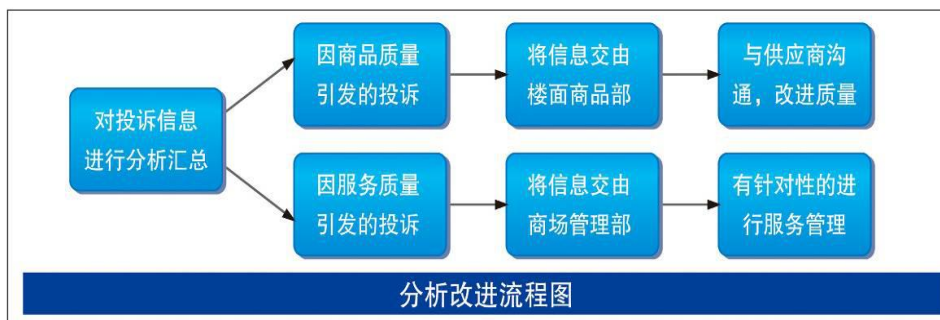 对投诉信息
进行分析汇总
因商品质量
引发的投诉
将信息交由
楼面商品部
与供应商沟
通，改进质量
因服务质量
引发的投诉
将信息交由
商场管理部
有针对性的进
行服务管理
分析改进流程图